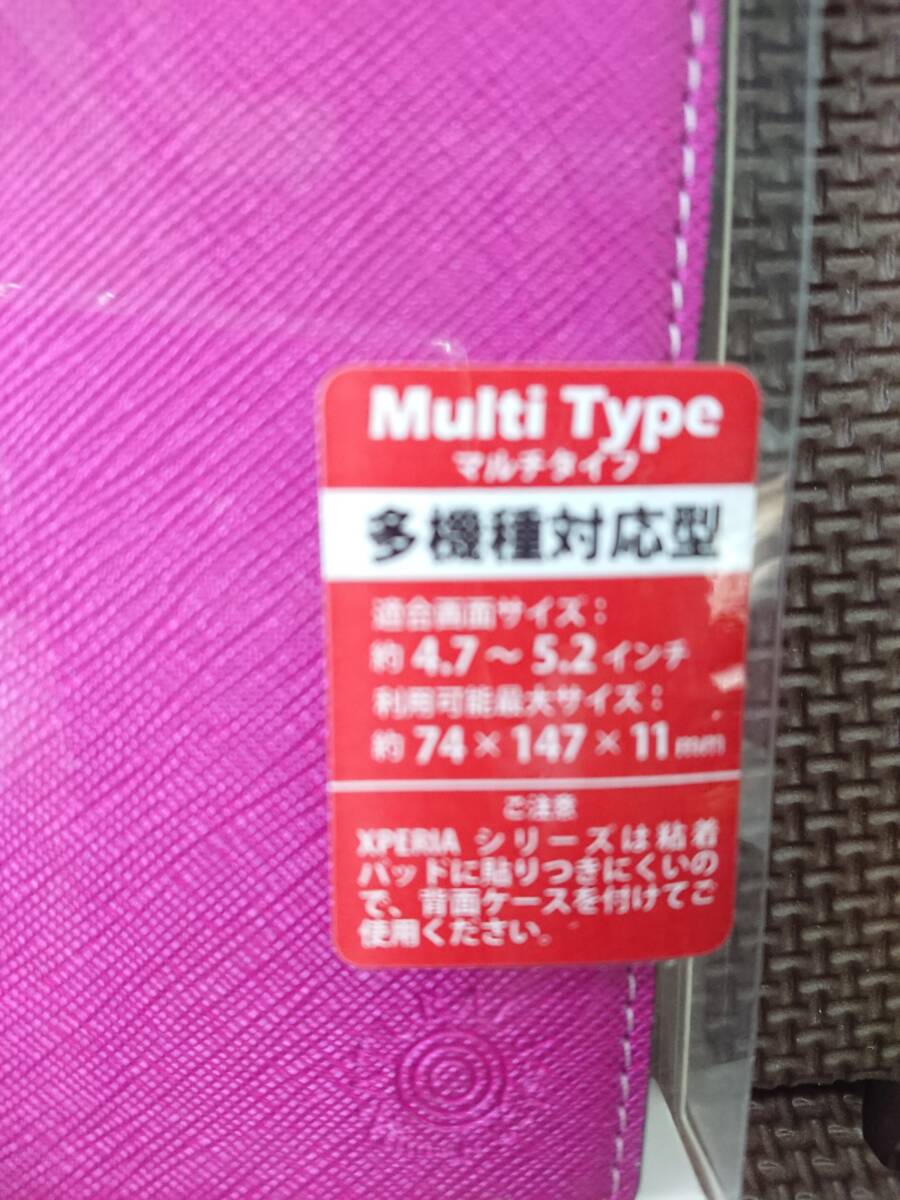 Multi Type
マルチタイプ
多機種対応型
適合画面サイズ：
約 4.7 ～ 5.2 インチ
利用可能最大サイズ：
約 74 × 147 × 11 mm
ご注意
XPERIA シリーズは粘着
パッドに貼りつきにくいの
で、背面ケースを付けてご
使用ください。